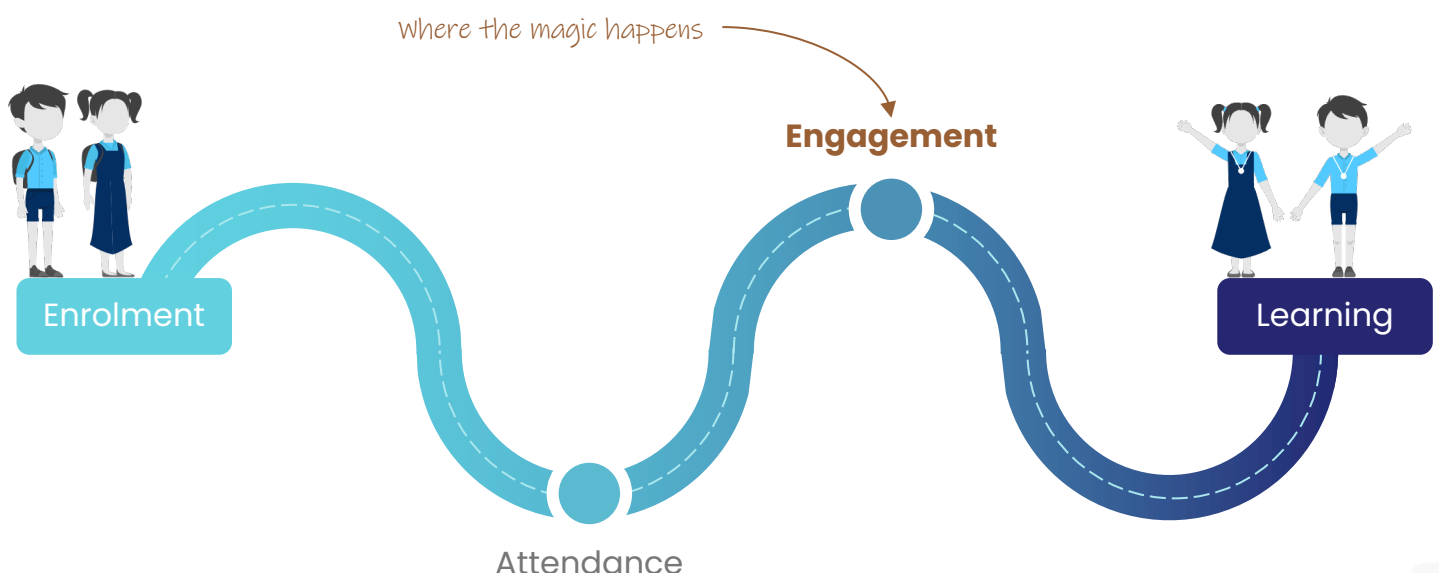 Where the magic happens
Engagement
Enrolment
Learning
Attendance